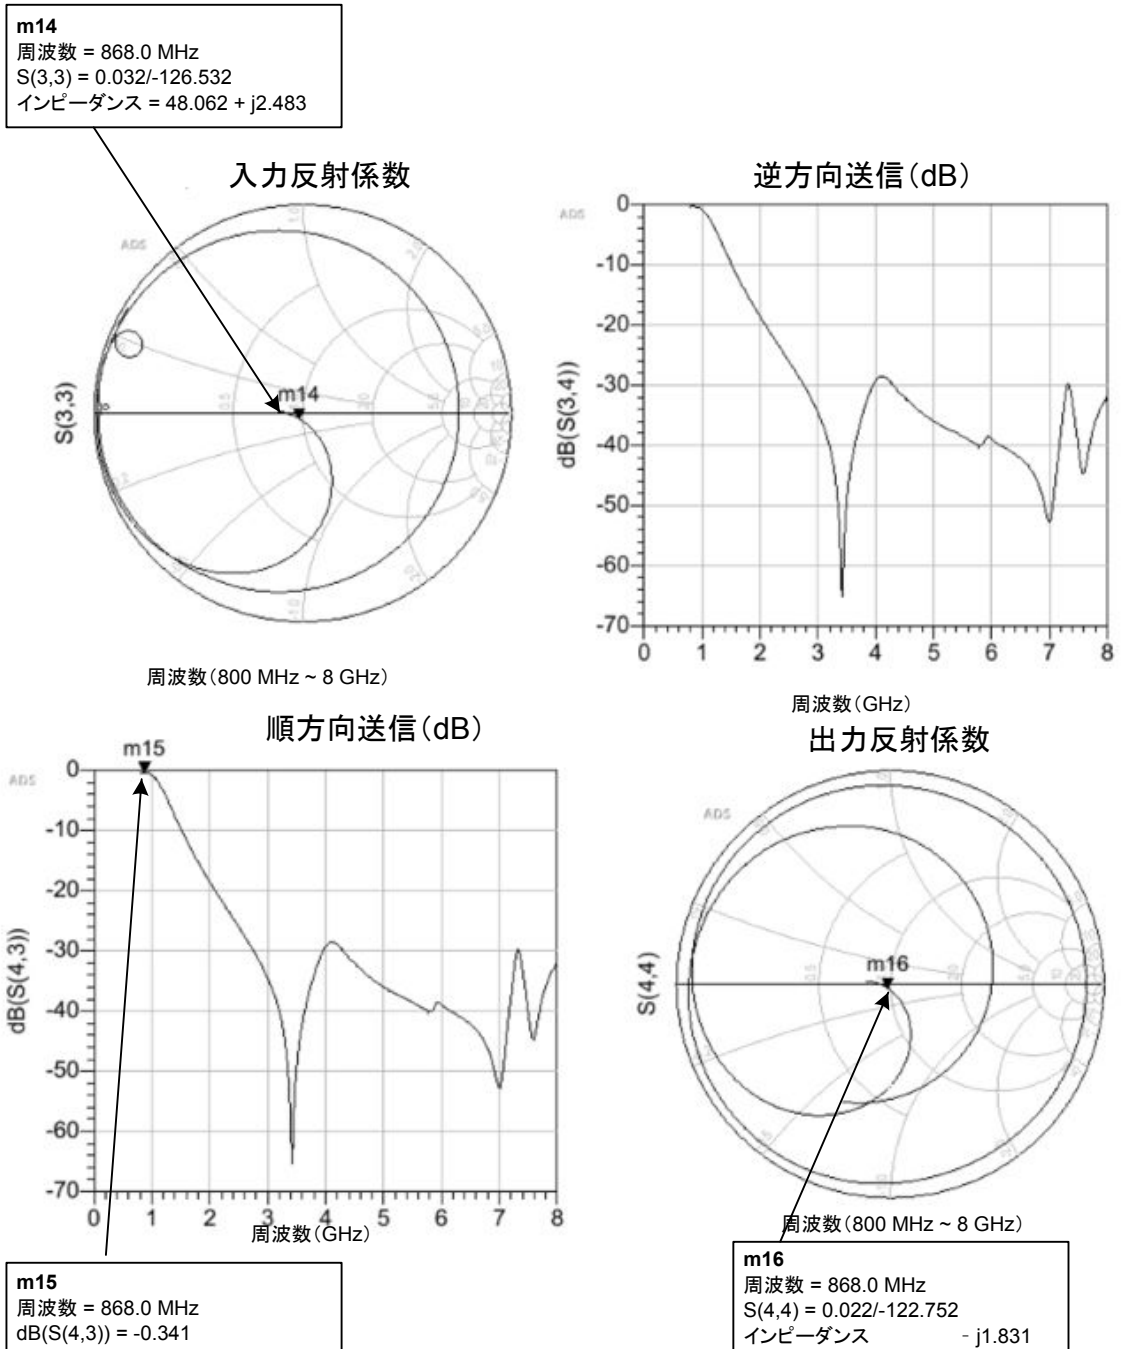 m14
周波数 = 868.0 MHz
S(3,3) = 0.032/-126.532
インピーダンス = 48.062 + j2.483
入力反射係数
ADS
m14
S(3,3)
0.5
1.0
2.0
5.0
周波数(800 MHz ~ 8 GHz)
逆方向送信(dB)
ADS
dB(S(3,4))
0
-10
-20
-30
-40
-50
-60
-70
0 1 2 3 4 5 6 7 8
周波数(GHz)
順方向送信(dB)
m15
ADS
dB(S(4,3))
0
-10
-20
-30
-40
-50
-60
-70
0 1 2 3 4 5 6 7 8
周波数(GHz)
m15
周波数 = 868.0 MHz
dB(S(4,3)) = -0.341
出力反射係数
ADS
m16
S(4,4)
周波数(800 MHz ~ 8 GHz)
m16
周波数 = 868.0 MHz
S(4,4) = 0.022/-122.752
インピーダンス - j1.831